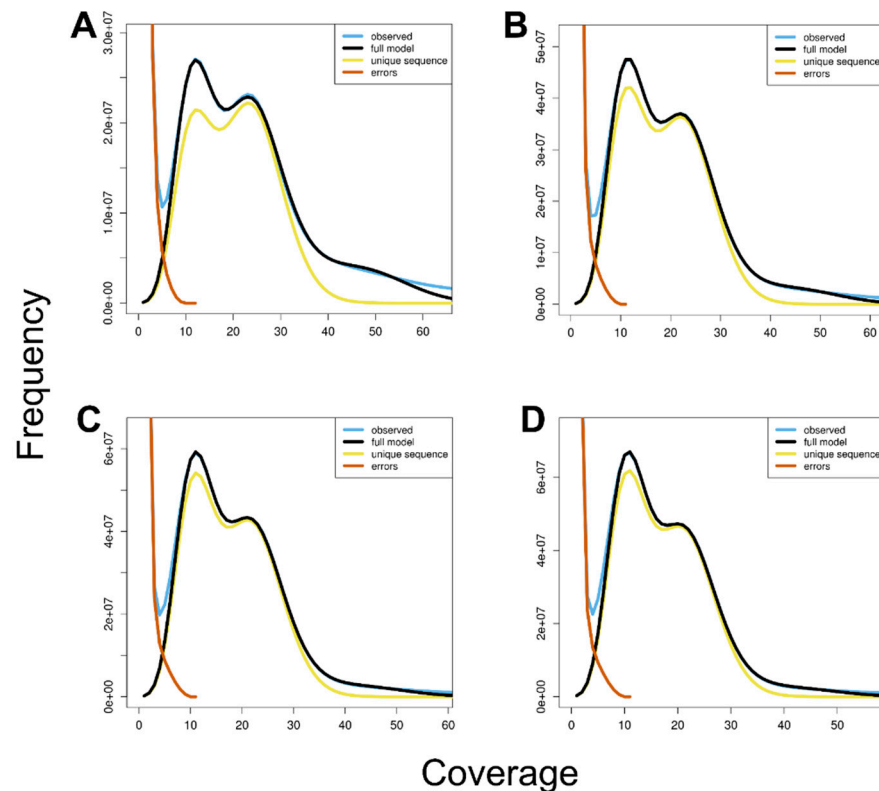 A
observed
full model
unique sequence
errors
0.0e+00 1.0e+07 2.0e+07 3.0e+07
0 10 20 30 40 50 60
B
observed
full model
unique sequence
errors
0e+00 1e+07 2e+07 3e+07 4e+07 5e+07
0 10 20 30 40 50 60
Frequency
C
observed
full model
unique sequence
errors
0e+00 2e+07 4e+07 6e+07
0 10 20 30 40 50 60
D
observed
full model
unique sequence
errors
0e+00 2e+07 4e+07 6e+07
0 10 20 30 40 50
Coverage